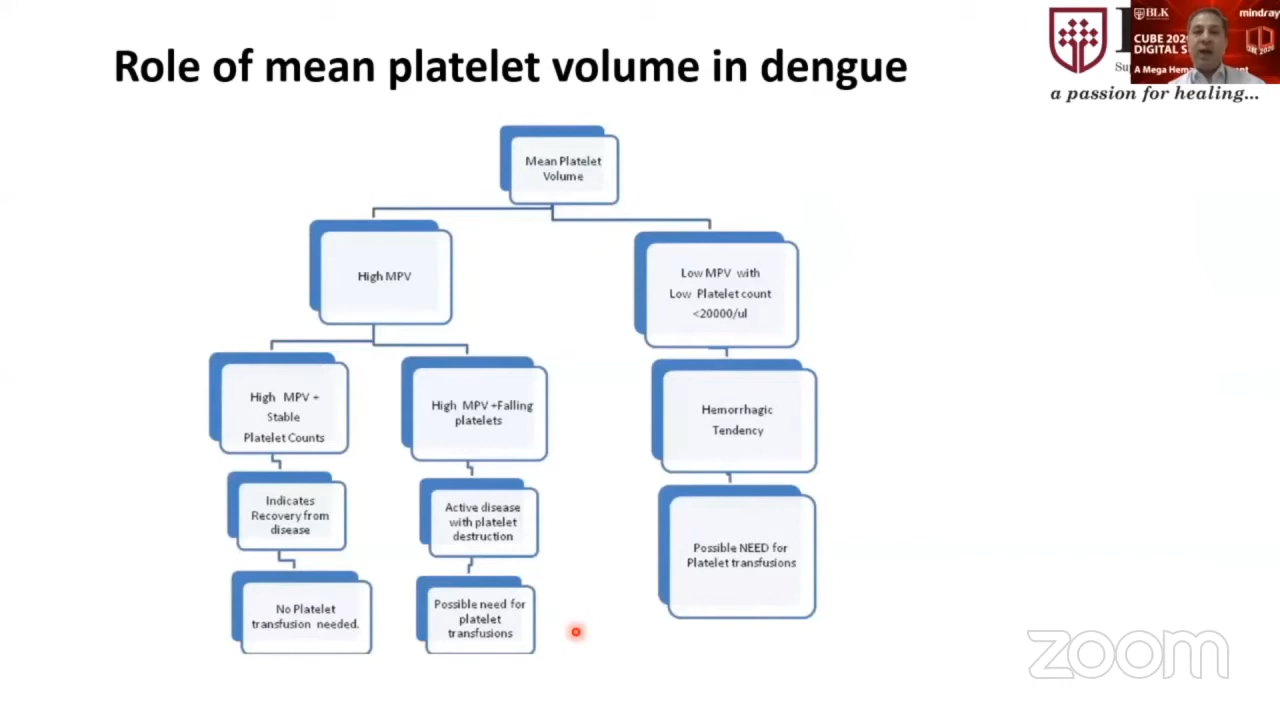 Role of mean platelet volume in dengue
BLK
mindray
CUBE 202
DIGITAL S
A Mega Hema
a passion for healing...
Mean Platelet
Volume
High MPV
Low MPV with
Low Platelet count
<20000/ul
High MPV +
Stable
Platelet Counts
High MPV +Falling
platelets
Hemorrhagic
Tendency
Indicates
Recovery from
disease
Active disease
with platelet
destruction
Possible NEED for
Platelet transfusions
No Platelet
transfusion needed.
Possible need for
platelet
transfusions
zoom